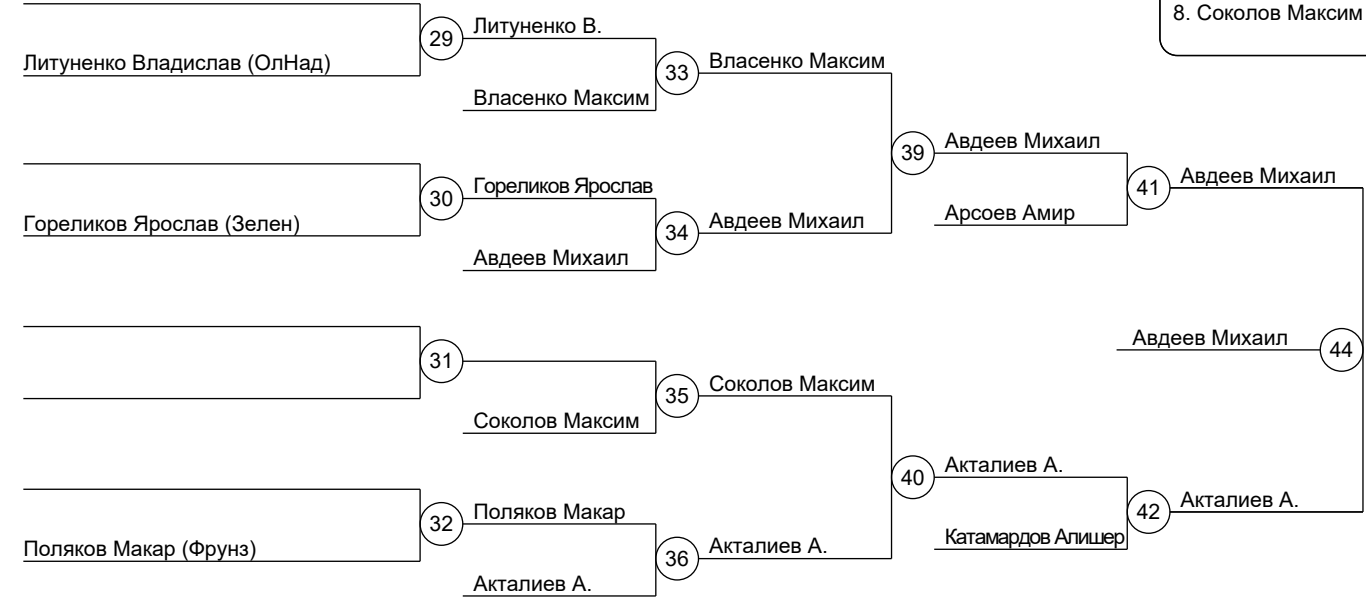 8. Соколов Максим
29
Литуненко В.
Литуненко Владислав (ОлНад)
33
Власенко Максим
Власенко Максим
39
Авдеев Михаил
30
Гореликов Ярослав
41
Авдеев Михаил
Гореликов Ярослав (Зелен)
34
Авдеев Михаил
Арсоев Амир
Авдеев Михаил
Авдеев Михаил
44
31
35
Соколов Максим
Соколов Максим
40
Акталиев А.
32
Поляков Макар
42
Акталиев А.
Поляков Макар (Фрунз)
36
Акталиев А.
Катамардов Алишер
Акталиев А.